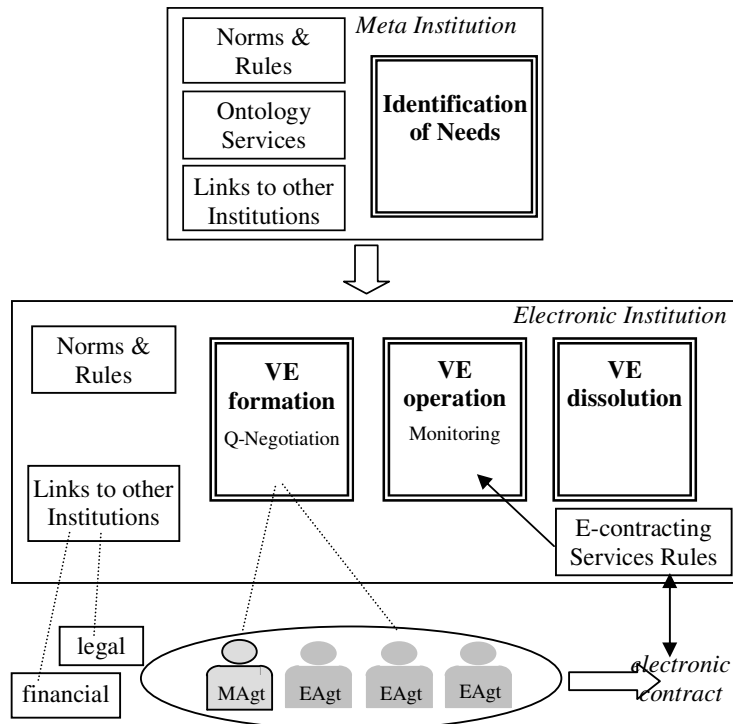 Meta Institution
Norms &
Rules
Ontology
Services
Links to other
Institutions
Identification
of Needs
Electronic Institution
Norms &
Rules
Links to other
Institutions
VE
formation
Q-Negotiation
VE
operation
Monitoring
VE
dissolution
E-contracting
Services Rules
legal
financial
MAgt
EAgt
EAgt
EAgt
electronic
contract